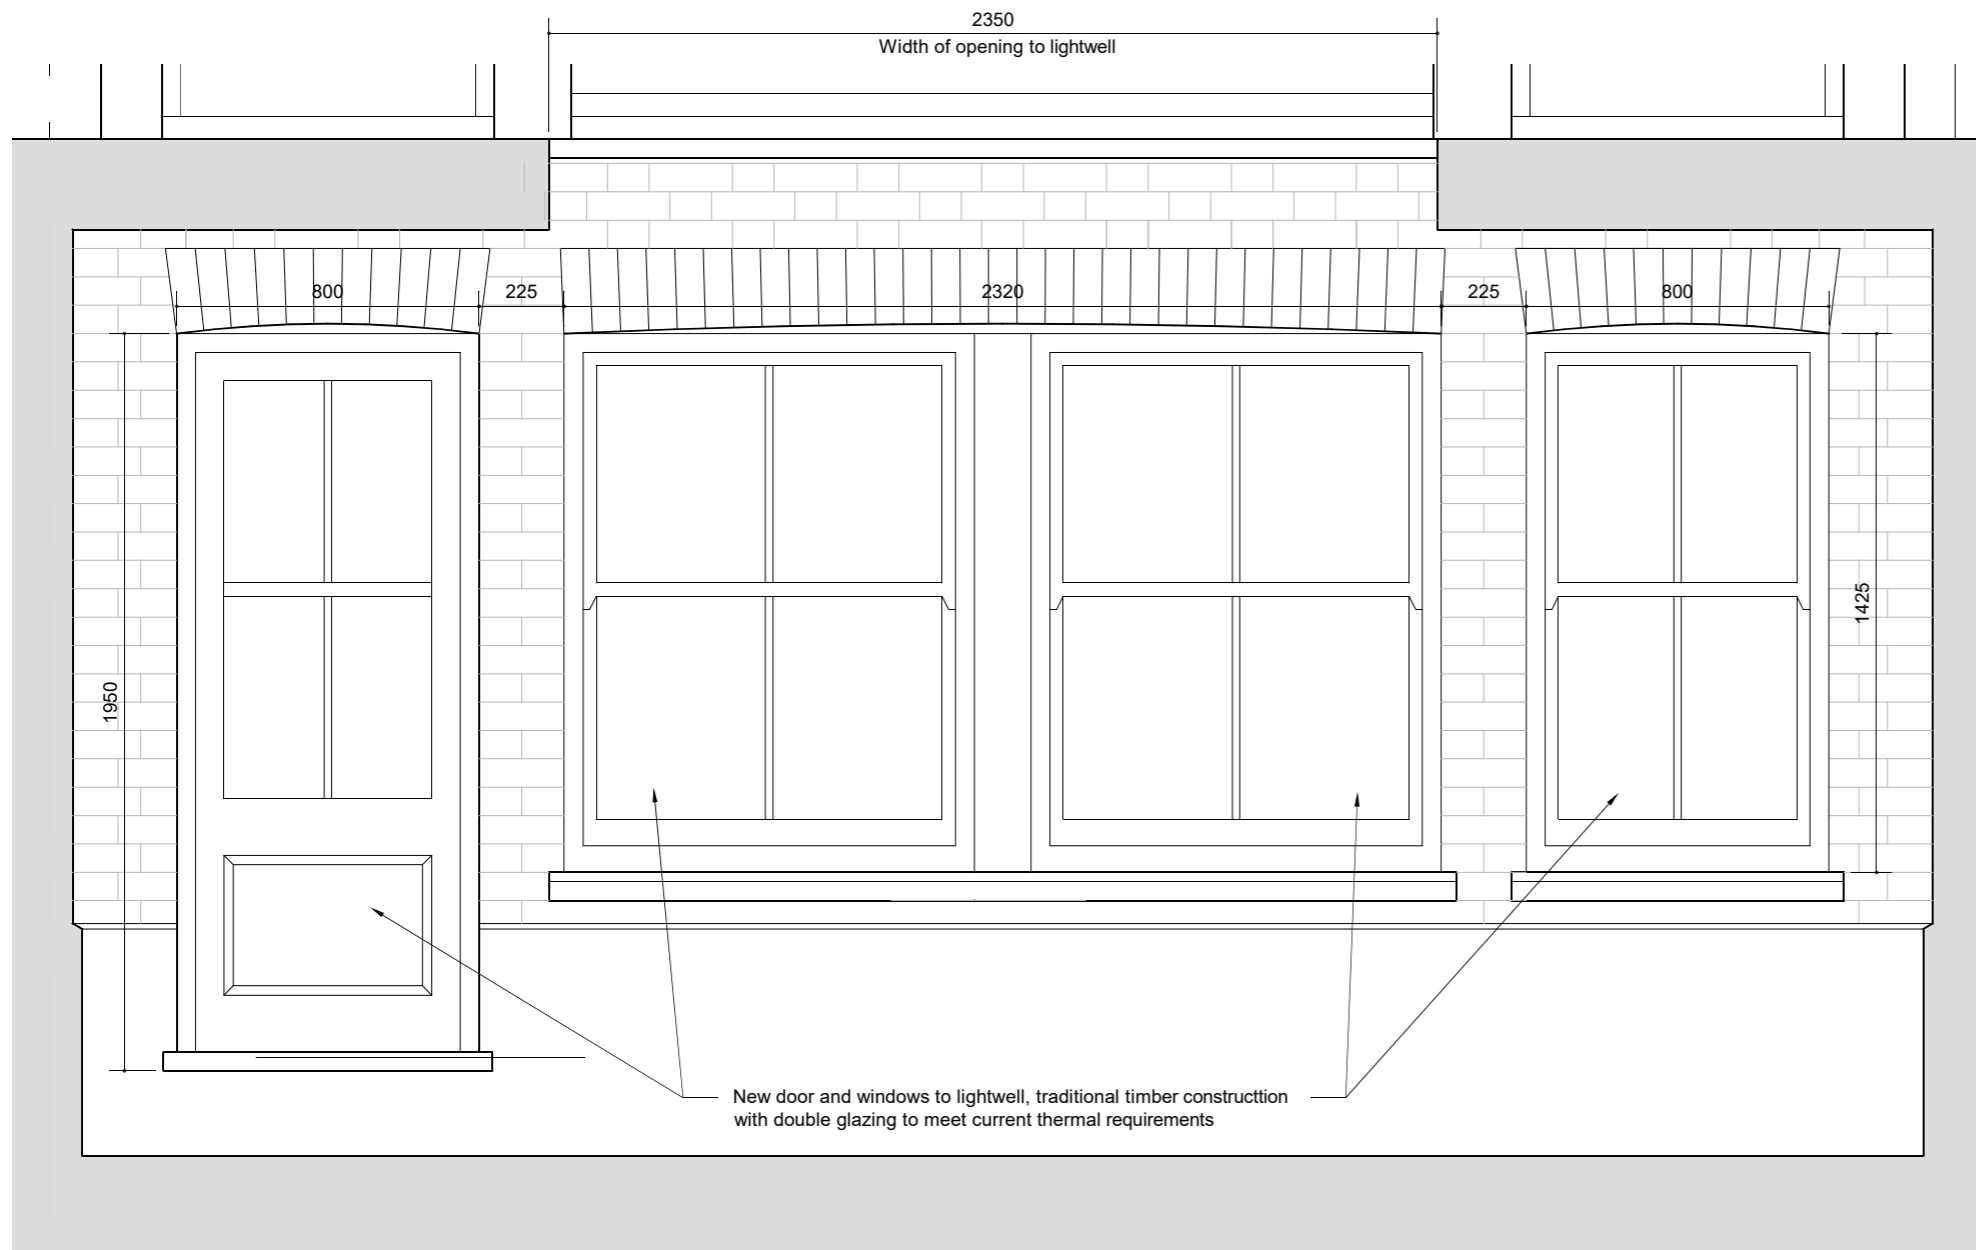 2350
Width of opening to lightwell
800
225
2320
225
800
1950
1425
New door and windows to lightwell, traditional timber constructtion
with double glazing to meet current thermal requirements